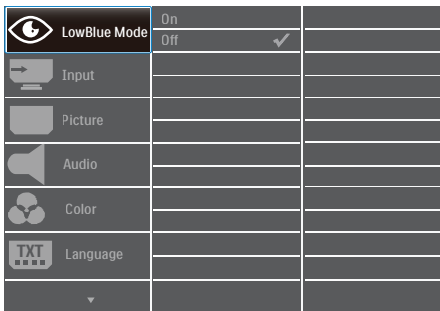 LowBlue Mode
On
Off
Input
Picture
Audio
Color
TXT
Language